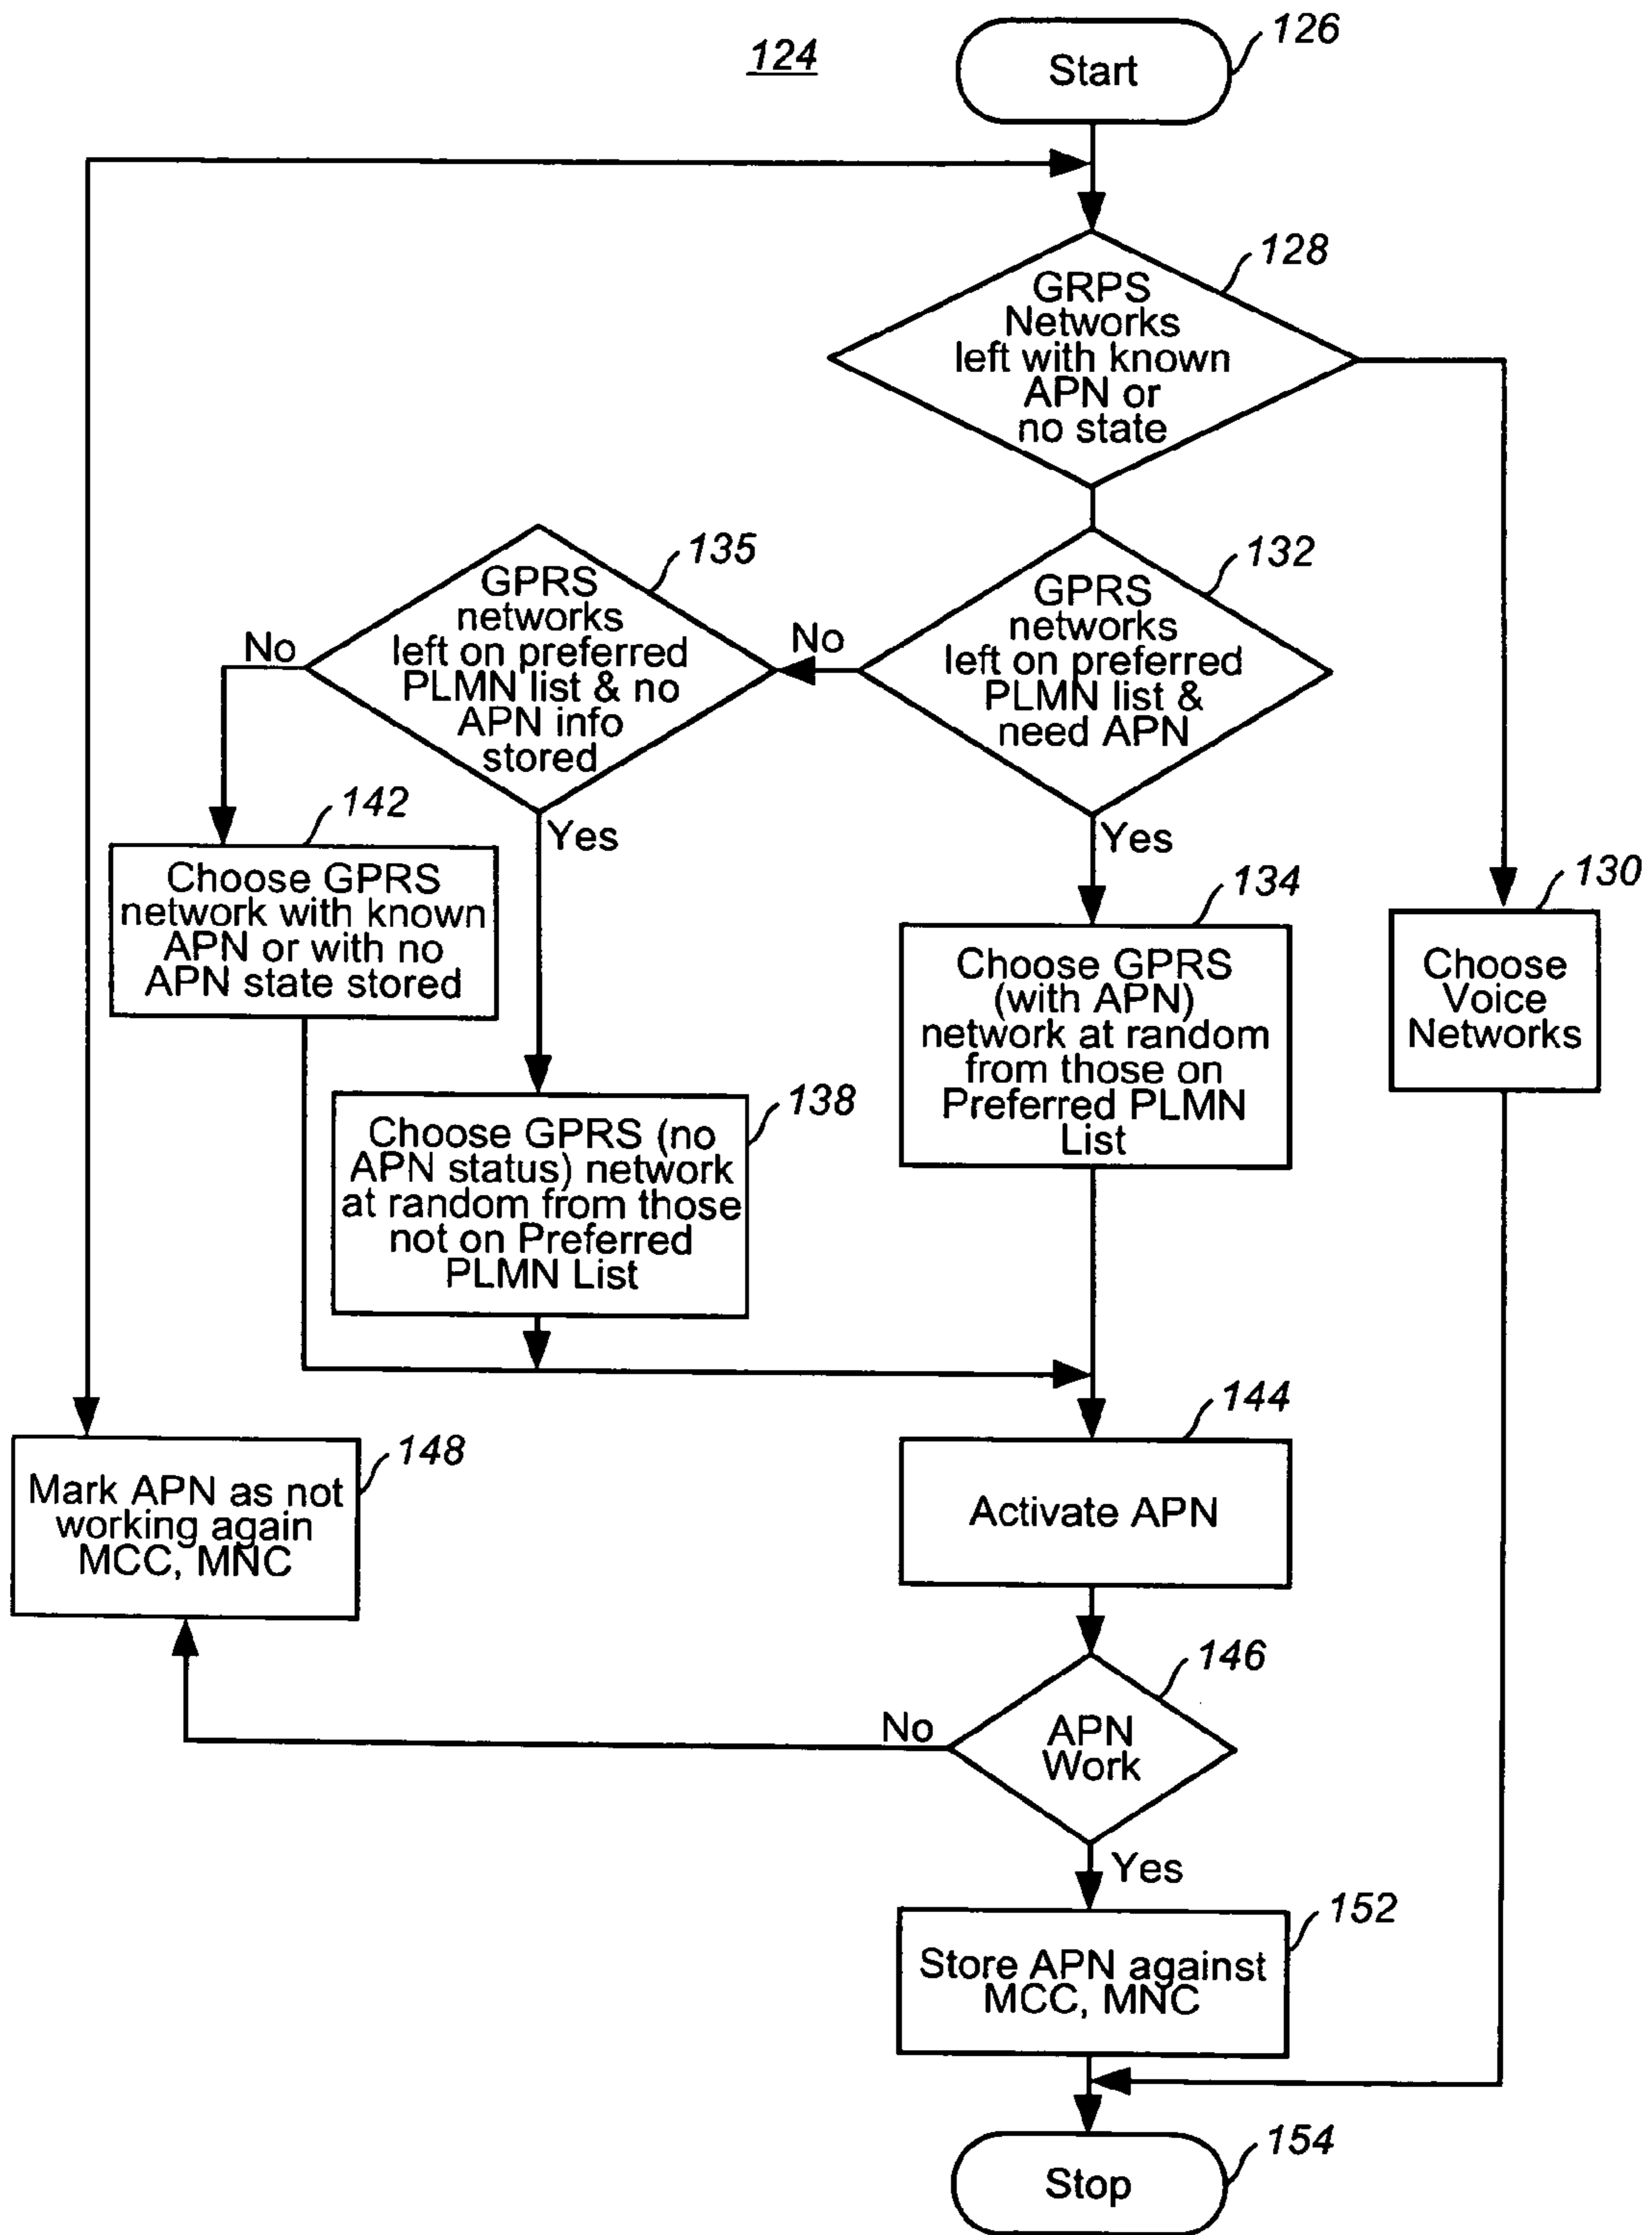 124
126
Start
128
GRPS
Networks
left with known
APN or
no state
135
GPRS
networks
left on preferred
PLMN list & no
APN info
stored
132
GPRS
networks
left on preferred
PLMN list &
need APN
No
No
Yes
Yes
142
Choose GPRS
network with known
APN or with no
APN state stored
134
Choose GPRS
(with APN)
network at random
from those on
Preferred PLMN
List
130
Choose
Voice
Networks
138
Choose GPRS (no
APN status) network
at random from those
not on Preferred
PLMN List
144
Activate APN
148
Mark APN as not
working again
MCC, MNC
146
APN
Work
No
Yes
152
Store APN against
MCC, MNC
154
Stop